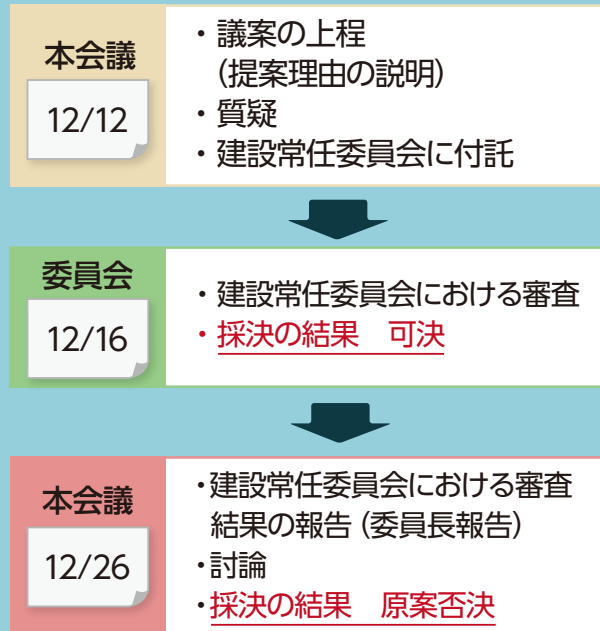 本会議
12/12
・議案の上程
（提案理由の説明）
・質疑
・建設常任委員会に付託
委員会
12/16
・建設常任委員会における審査
・採決の結果　可決
本会議
12/26
・建設常任委員会における審査
結果の報告（委員長報告）
・討論
・採決の結果　原案否決